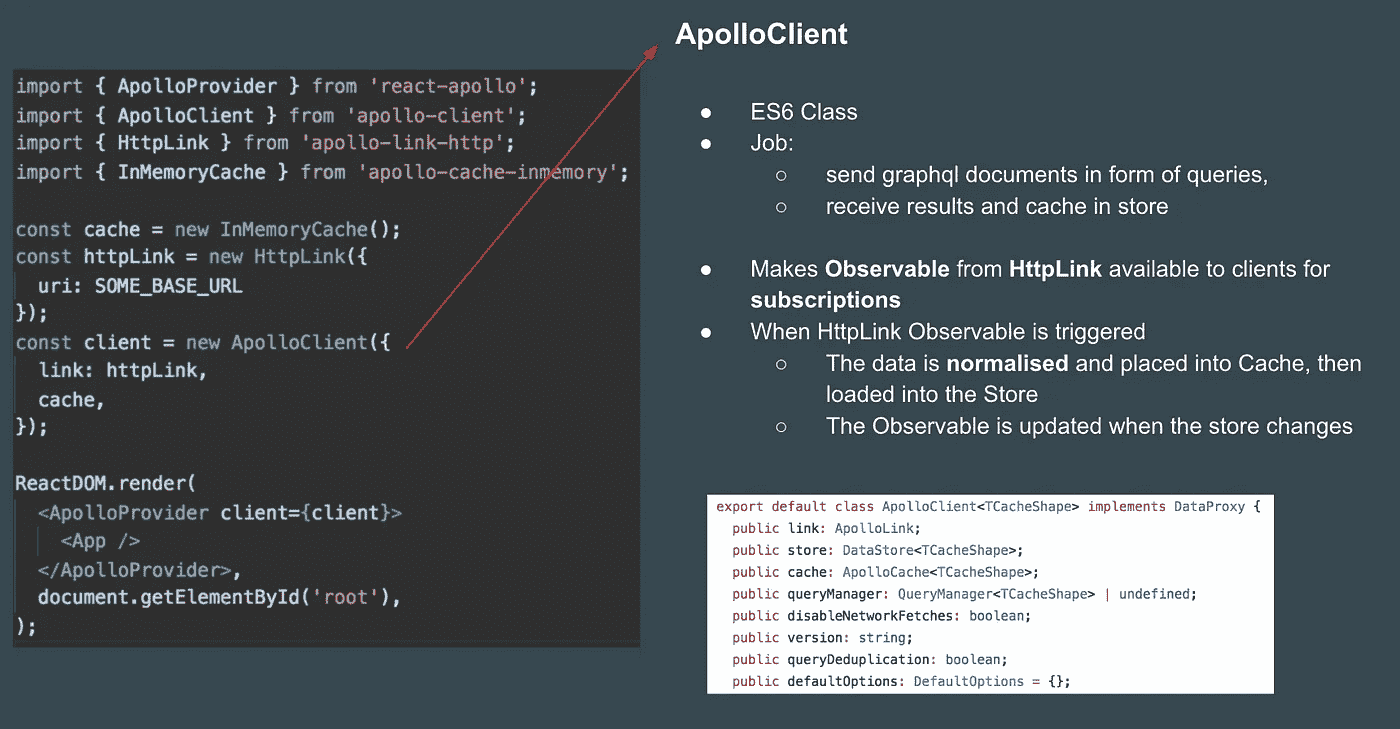 ApolloClient
import { ApolloProvider } from 'react-apollo';
import { ApolloClient } from 'apollo-client';
import { HttpLink } from 'apollo-link-http';
import { InMemoryCache } from 'apollo-cache-inmemory';
const cache = new InMemoryCache();
const httpLink = new HttpLink({
uri: SOME_BASE_URL
});
const client = new ApolloClient({
link: httpLink,
cache,
});
ReactDOM.render(
<ApolloProvider client={client}>
<App />
</ApolloProvider>,
document.getElementById('root'),
);
● ES6 Class
● Job:
○ send graphql documents in form of queries,
○ receive results and cache in store
● Makes Observable from HttpLink available to clients for
subscriptions
● When HttpLink Observable is triggered
○ The data is normalised and placed into Cache, then
loaded into the Store
○ The Observable is updated when the store changes
export default class ApolloClient<TCacheShape> implements DataProxy {
public link: ApolloLink;
public store: DataStore<TCacheShape>;
public cache: ApolloCache<TCacheShape>;
public queryManager: QueryManager<TCacheShape> | undefined;
public disableNetworkFetches: boolean;
public version: string;
public queryDeduplication: boolean;
public defaultOptions: DefaultOptions = {};